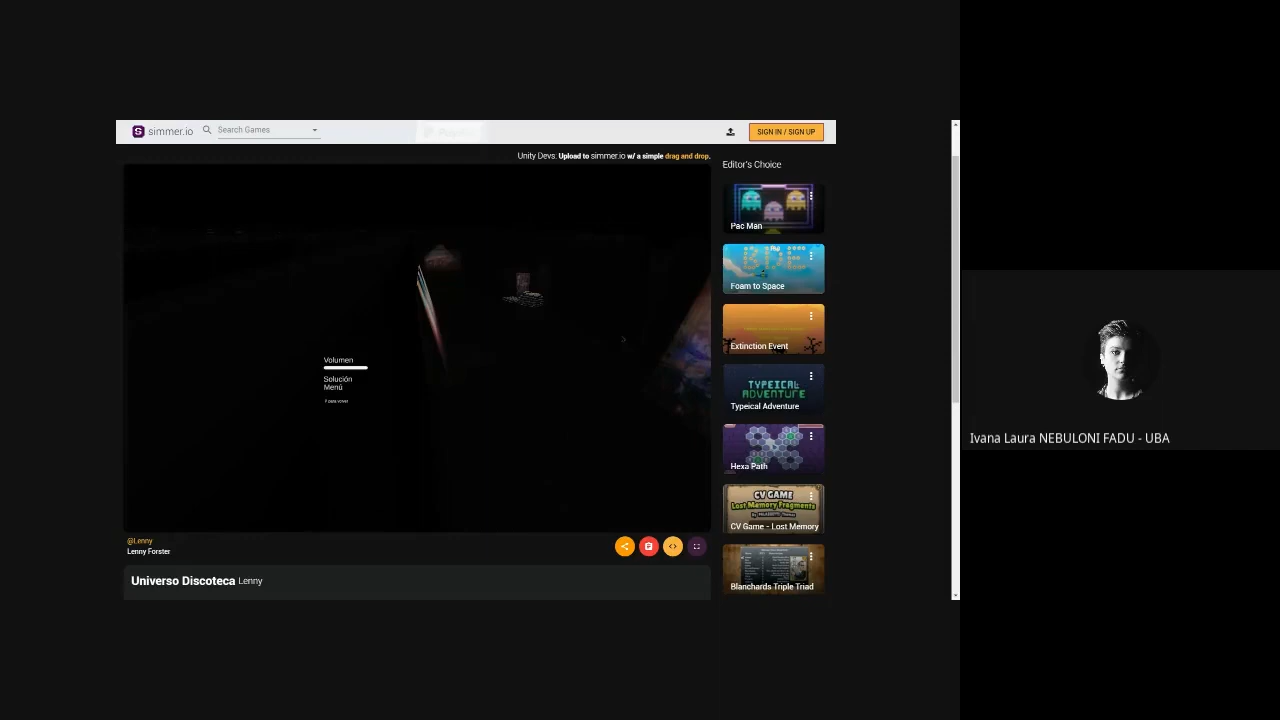 simmer.io
Search Games
SIGN IN / SIGN UP
Unity Devs: Upload to simmer.io w/ a simple drag and drop.
Editor's Choice
Pac Man
Foam to Space
Extinction Event
TYPEICAL
ADVENTURE
Typeical Adventure
Hexa Path
CV GAME
Lost Memory Fragments
CV Game - Lost Memory
Blanchards Triple Triad
Volumen
Solución
Menú
para volver
@Lenny
Lenny Forster
Universo Discoteca Lenny
Ivana Laura NEBULONI FADU - UBA